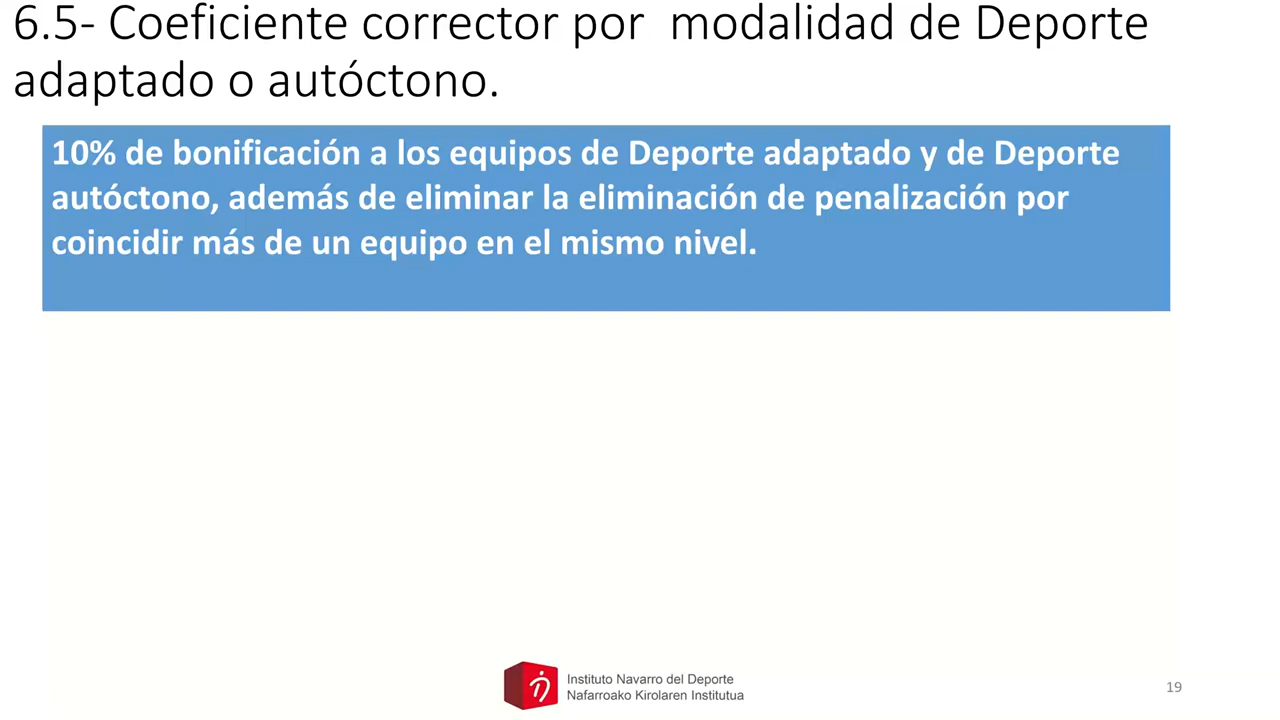 6.5- Coeficiente corrector por  modalidad de Deporte
adaptado o autóctono.
10% de bonificación a los equipos de Deporte adaptado y de Deporte
autóctono, además de eliminar la eliminación de penalización por
coincidir más de un equipo en el mismo nivel.
Instituto Navarro del Deporte
Nafarroako Kirolaren Institutua
19